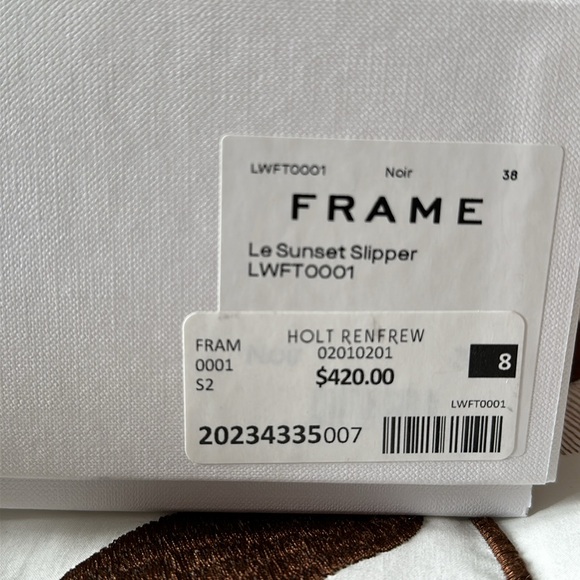 LWFT0001 Noir 38
FRAME
Le Sunset Slipper
LWFT0001
HOLT RENFREW
FRAM 02010201
0001 $420.00 8
S2
LWFT0001
20234335007